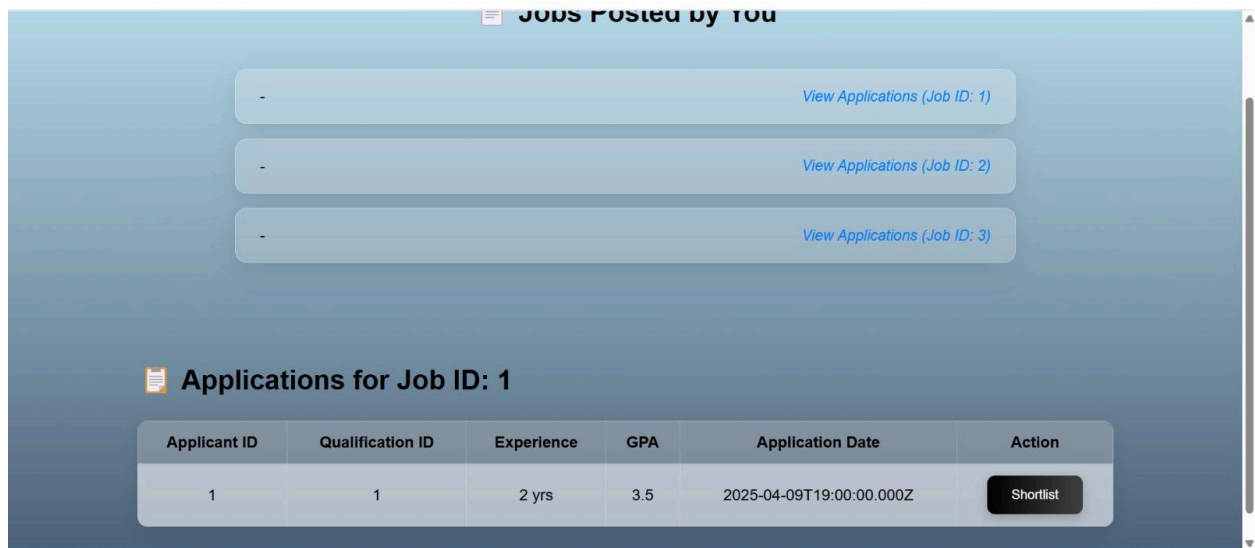 Jobs Posted by You
-
View Applications (Job ID: 1)
-
View Applications (Job ID: 2)
-
View Applications (Job ID: 3)
Applications for Job ID: 1
Applicant ID Qualification ID Experience GPA Application Date Action
1 1 2 yrs 3.5 2025-04-09T19:00:00.000Z Shortlist